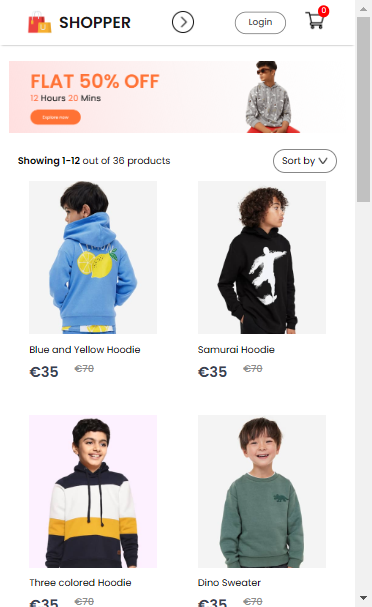 SHOPPER
Login
0
FLAT 50% OFF
12 Hours 20 Mins
Explore now
Showing 1-12 out of 36 products
Sort by
Blue and Yellow Hoodie
€35 €70
Samurai Hoodie
€35 €70
Three colored Hoodie
€35 €70
Dino Sweater
€35 €70